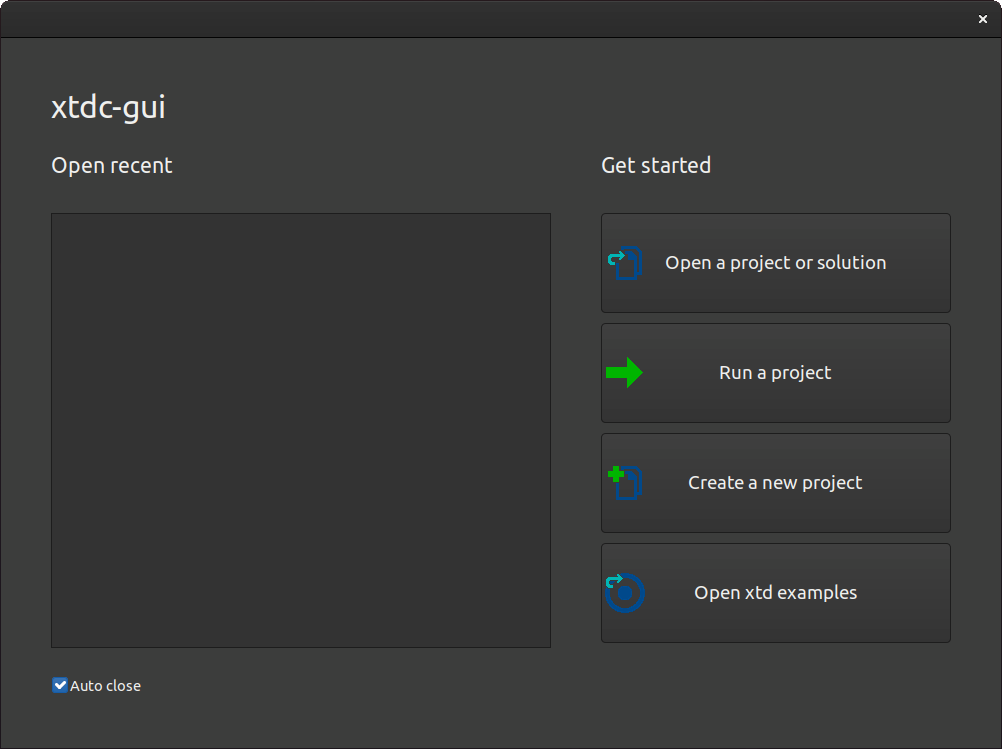 xtdc-gui
Open recent
Get started
Open a project or solution
Run a project
Create a new project
Open xtd examples
Auto close